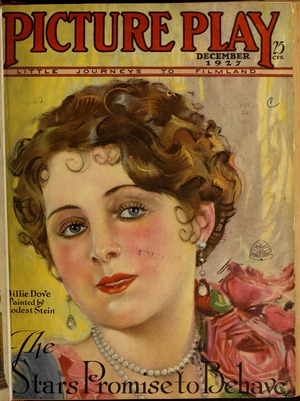 PICTURE PLAY
25
CTS.
DECEMBER
1927
LITTLE JOURNEYS TO FILMLAND
Billie Dove
Painted by
Modest Stein
The
Stars Promise to Behave